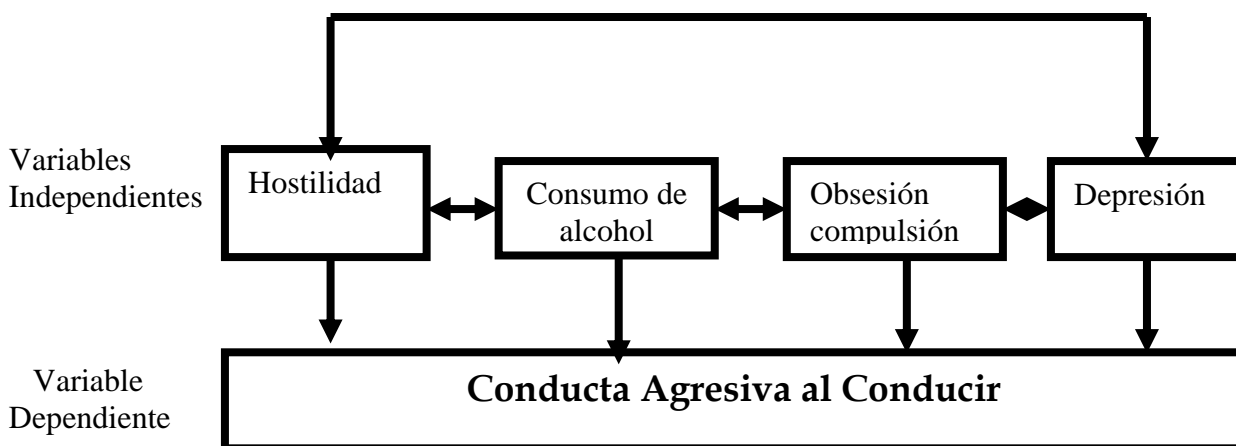 Variables
Independientes
Hostilidad
Consumo de
alcohol
Obsesión
compulsión
Depresión
Variable
Dependiente
Conducta Agresiva al Conducir